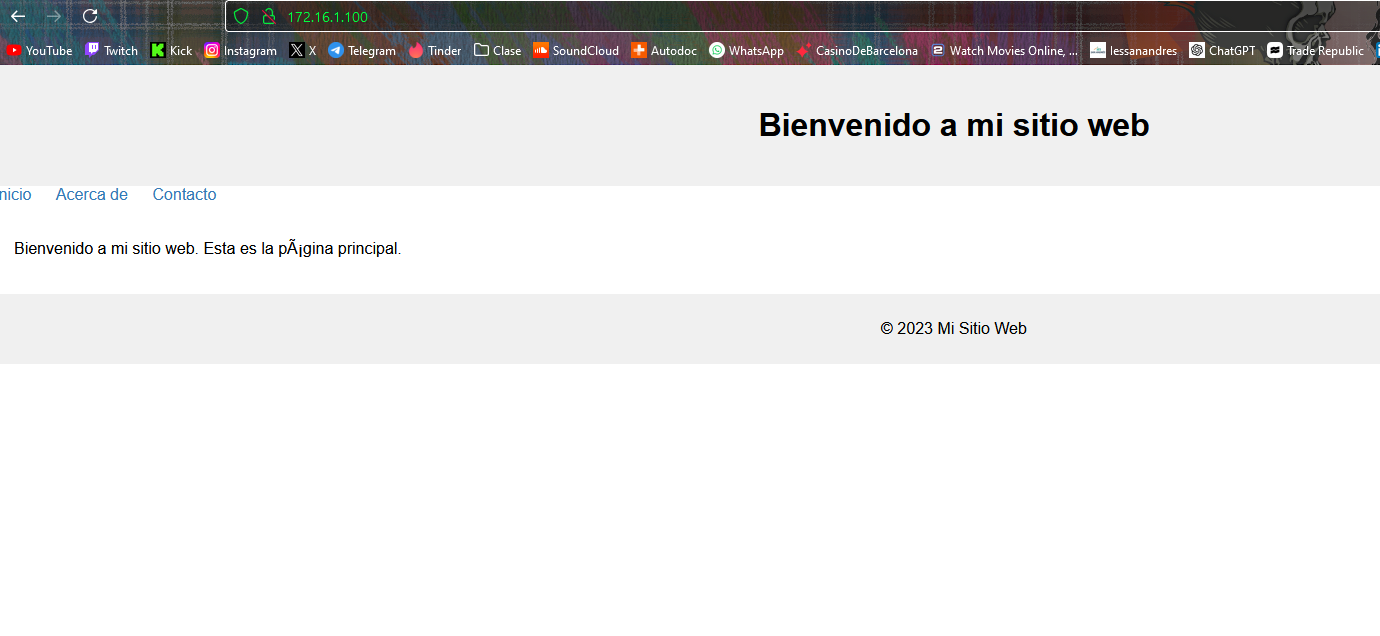 172.16.1.100
YouTube Twitch Kick Instagram X Telegram Tinder Clase SoundCloud Autodoc WhatsApp CasinoDeBarcelona Watch Movies Online, ... lessanandres ChatGPT Trade Republic
Bienvenido a mi sitio web
nicio Acerca de Contacto
Bienvenido a mi sitio web. Esta es la pÃ¡gina principal.
© 2023 Mi Sitio Web